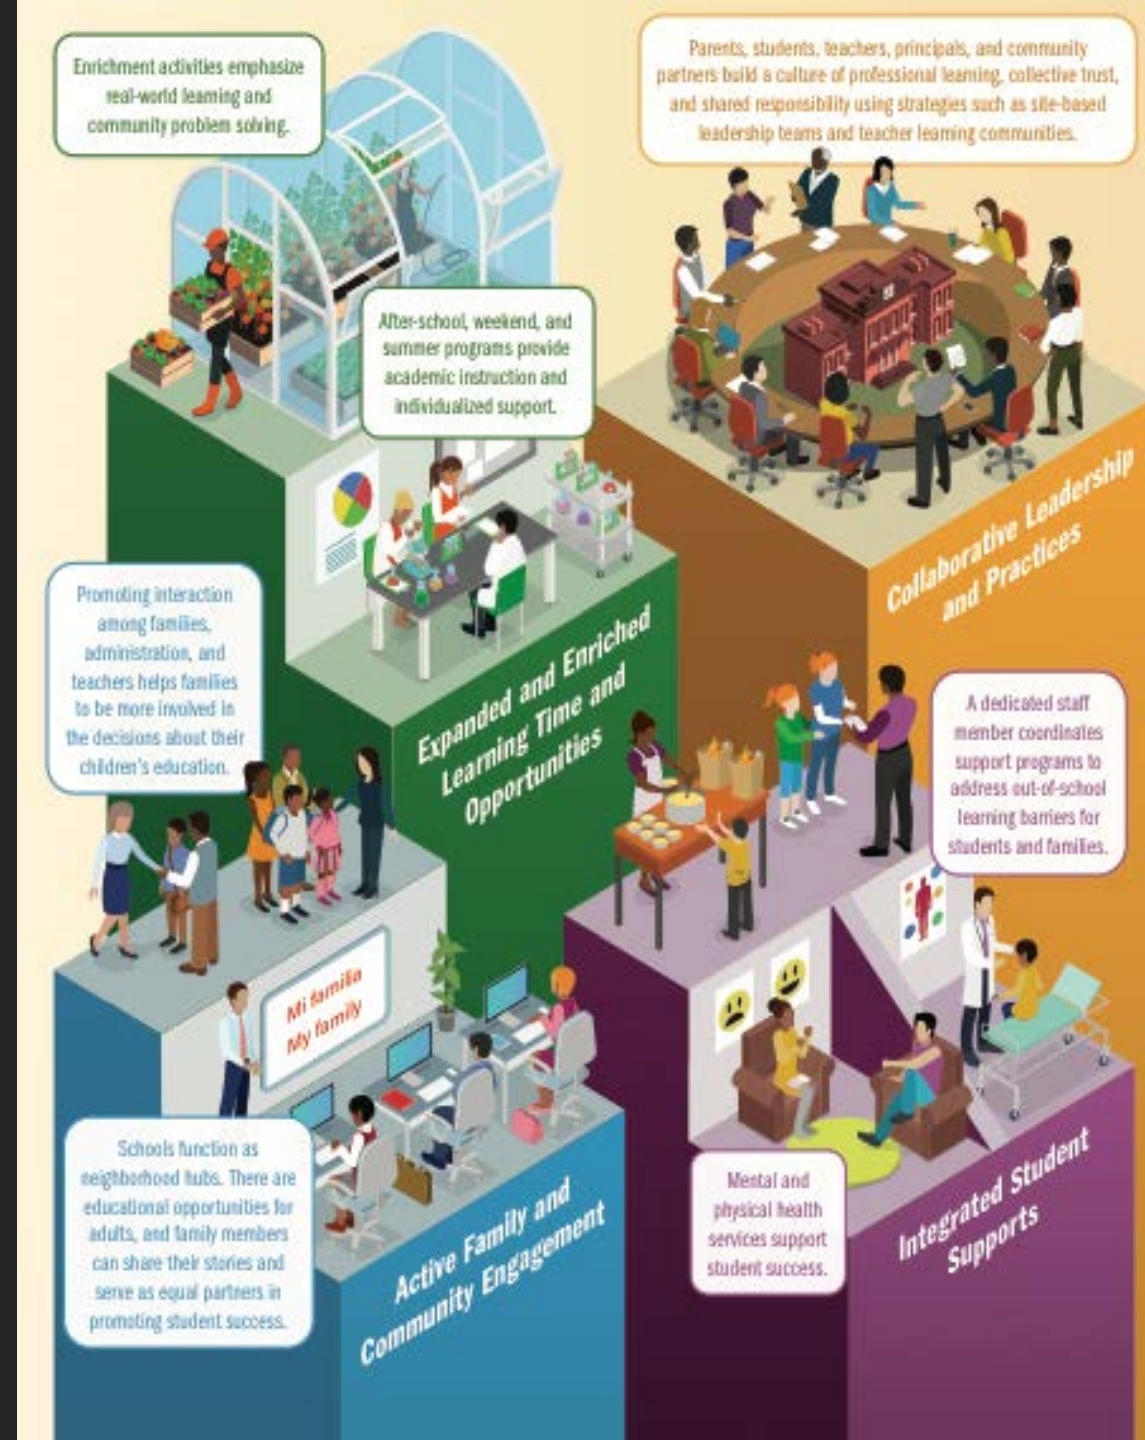 Enrichment activities emphasize
real-world learning and
community problem solving.
Parents, students, teachers, principals, and community
partners build a culture of professional learning, collective trust,
and shared responsibility using strategies such as site-based
leadership teams and teacher learning communities.
After-school, weekend, and
summer programs provide
academic instruction and
individualized support.
Collaborative Leadership
and Practices
Promoting interaction
among families,
administration, and
teachers helps families
to be more involved in
the decisions about their
children's education.
Expanded and Enriched
Learning Time and
Opportunities
A dedicated staff
member coordinates
support programs to
address out-of-school
learning barriers for
students and families.
Mi familia
My family
Schools function as
neighborhood hubs. There are
educational opportunities for
adults, and family members
can share their stories and
serve as equal partners in
promoting student success.
Active Family and
Community Engagement
Mental and
physical health
services support
student success.
Integrated Student
Supports